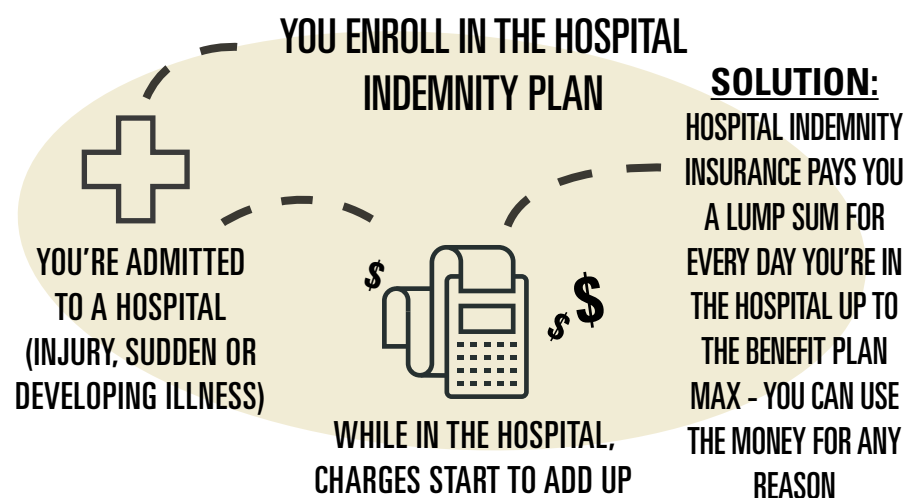 YOU ENROLL IN THE HOSPITAL
INDEMNITY PLAN
YOU'RE ADMITTED
TO A HOSPITAL
(INJURY, SUDDEN OR
DEVELOPING ILLNESS)
$
$
$
WHILE IN THE HOSPITAL,
CHARGES START TO ADD UP
SOLUTION:
HOSPITAL INDEMNITY
INSURANCE PAYS YOU
A LUMP SUM FOR
EVERY DAY YOU'RE IN
THE HOSPITAL UP TO
THE BENEFIT PLAN
MAX - YOU CAN USE
THE MONEY FOR ANY
REASON